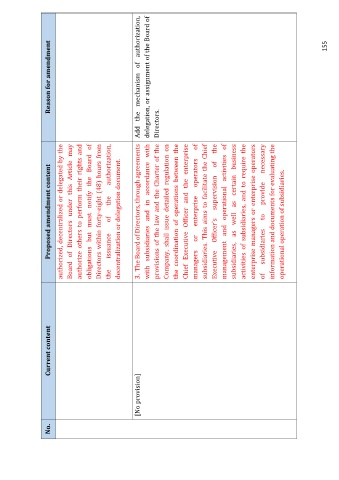 155
No.
Current content
Proposed amendment content
Reason for amendment
authorized, decentralized or delegated by the
Board of Directors under this Article may
authorize others to perform their rights and
obligations but must notify the Board of
Directors within forty-eight (48) hours from
the issuance of the authorization,
decentralization or delegation document.
[No provision]
3. The Board of Directors, through agreements
with subsidiaries and in accordance with
provisions of the law and the Charter of the
Company, shall issue detailed regulation on
the coordination of operations between the
Chief Executive Officer and the enterprise
managers or enterprise operators of
subsidiaries. This aims to facilitate the Chief
Executive Officer's supervision of the
management and operational activities of
subsidiaries, as well as certain business
activities of subsidiaries, and to require the
enterprise managers or enterprise operators
of subsidiaries to provide necessary
information and documents for evaluating the
operational operation of subsidiaries.
Add the mechanism of authorization,
delegation, or assignment of the Board of
Directors.